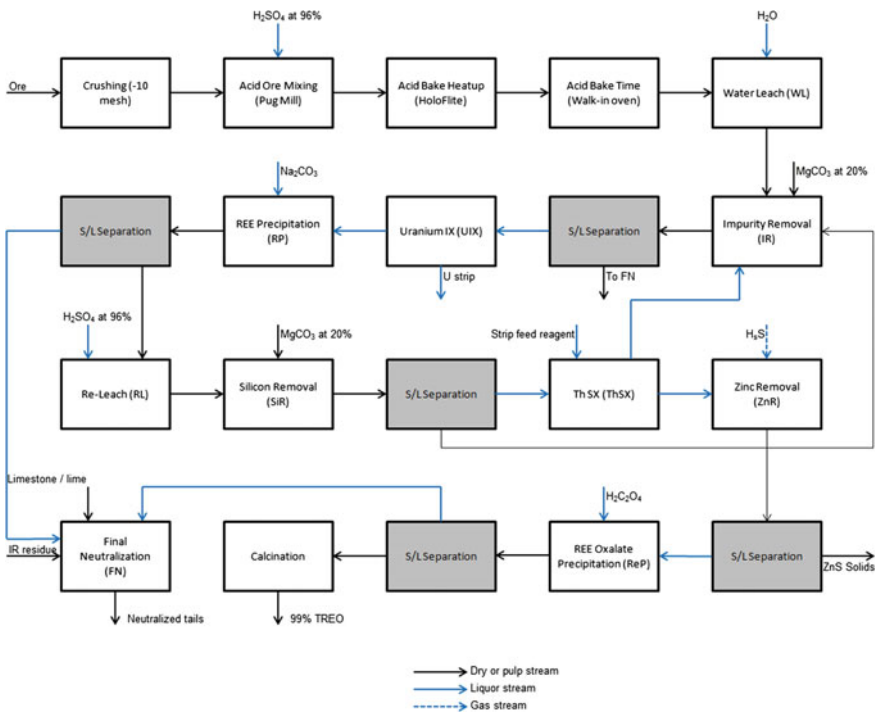 H₂SO₄ at 96%
H₂O
Ore
Crushing (-10
mesh)
Acid Ore Mixing
(Pug Mill)
Acid Bake Heatup
(HoloFlite)
Acid Bake Time
(Walk-in oven)
Water Leach (WL)
Na₂CO₃
MgCO₃ at 20%
S/L Separation
REE Precipitation
(RP)
Uranium IX (UIX)
S/L Separation
Impurity Removal
(IR)
U strip
To FN
H₂SO₄ at 96%
MgCO₃ at 20%
Strip feed reagent
HₛS
Re-Leach (RL)
Silicon Removal
(SiR)
S/L Separation
Th SX (ThSX)
Zinc Removal
(ZnR)
Limestone / lime
H₂C₂O₄
IR residue
Final
Neutralization
(FN)
Calcination
S/L Separation
REE Oxalate
Precipitation (ReP)
S/L Separation
ZnS Solids
Neutralized tails
99% TREO
Dry or pulp stream
Liquor stream
Gas stream